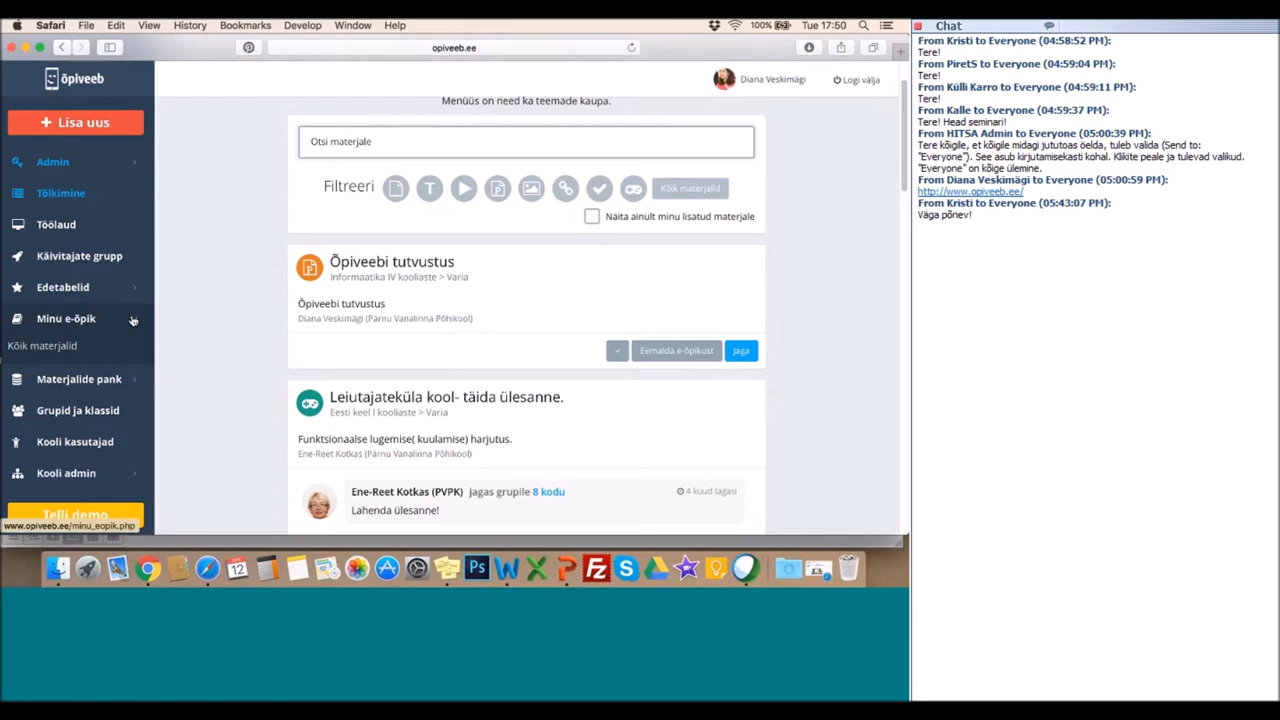 Safari File Edit View History Bookmarks Develop Window Help
100% Tue 17:50
opiveeb.ee
õpiveeb
+ Lisa uus
Admin
Tõlkimine
Töölaud
Käivitajate grupp
Edetabelid
Minu e-õpik
Kõik materjalid
Materjalide pank
Grupid ja klassid
Kooli kasutajad
Kooli admin
Telli demo
www.opiveeb.ee/minu_eopik.php
Diana Veskimägi Logi välja
Menüüs on need ka teemade kaupa.
Otsi materjale
Filtreeri T P Kõik materjalid
Näita ainult minu lisatud materjale
Õpiveebi tutvustus
Informaatika IV kooliaste > Varia
Õpiveebi tutvustus
Diana Veskimägi (Pärnu Vanalinna Põhikool)
Eemalda e-õpikust Jaga
Leiutajateküla kool- täida ülesanne.
Eesti keel I kooliaste > Varia
Funktsionaalse lugemise( kuulamise) harjutus.
Ene-Reet Kotkas (Pärnu Vanalinna Põhikool)
Ene-Reet Kotkas (PVPK) jagas grupile 8 kodu 4 kuud tagasi
Lahenda ülesanne!
12 Ps
Chat
From Kristi to Everyone (04:58:52 PM):
Tere!
From PiretS to Everyone (04:59:04 PM):
Tere!
From Külli Karro to Everyone (04:59:11 PM):
Tere!
From Kalle to Everyone (04:59:37 PM):
Tere! Head seminari!
From HITSA Admin to Everyone (05:00:39 PM):
Tere kõigile, et kõigile midagi jututoas öelda, tuleb valida (Send to:
"Everyone"). See asub kirjutamisekasti kohal. Klikite peale ja tulevad valikud.
"Everyone" on kõige ülemine.
From Diana Veskimägi to Everyone (05:00:59 PM):
http://www.opiveeb.ee/
From Kristi to Everyone (05:43:07 PM):
Väga põnev!